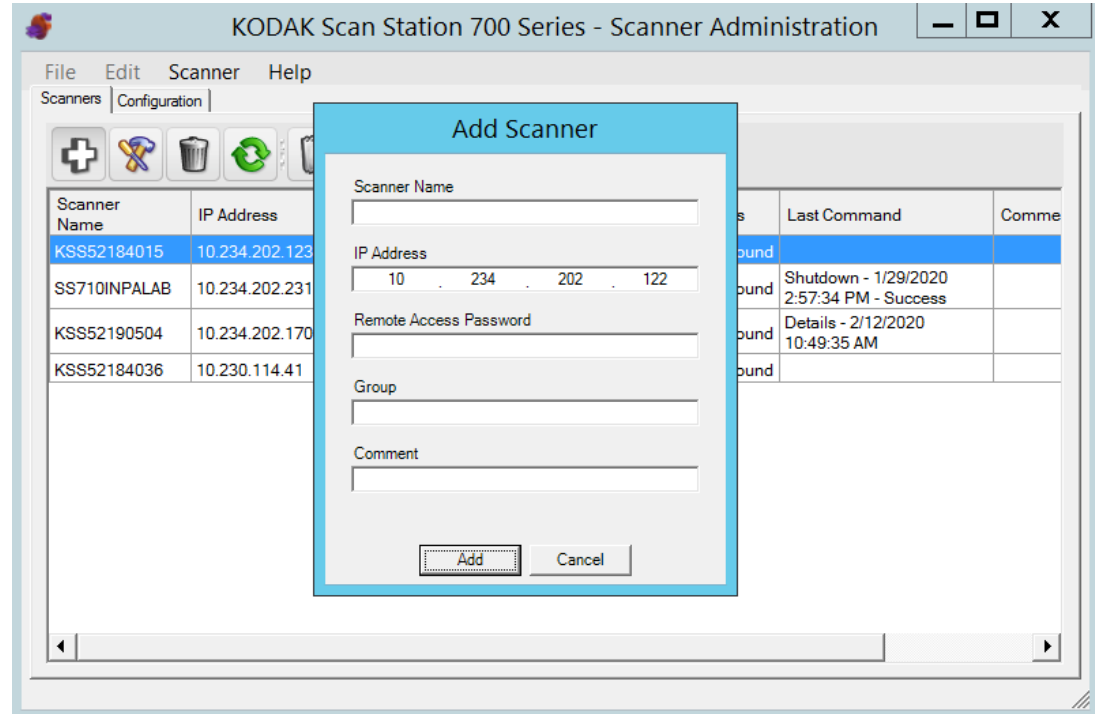 KODAK Scan Station 700 Series - Scanner Administration
File Edit Scanner Help
Scanners Configuration
Add Scanner
Scanner Name
IP Address
10 . 234 . 202 . 122
Remote Access Password
Group
Comment
Add Cancel
Scanner Name IP Address Last Command
KSS52184015 10.234.202.123
SS710INPALAB 10.234.202.231 Shutdown - 1/29/2020
2:57:34 PM - Success
KSS52190504 10.234.202.170 Details - 2/12/2020
10:49:35 AM
KSS52184036 10.230.114.41